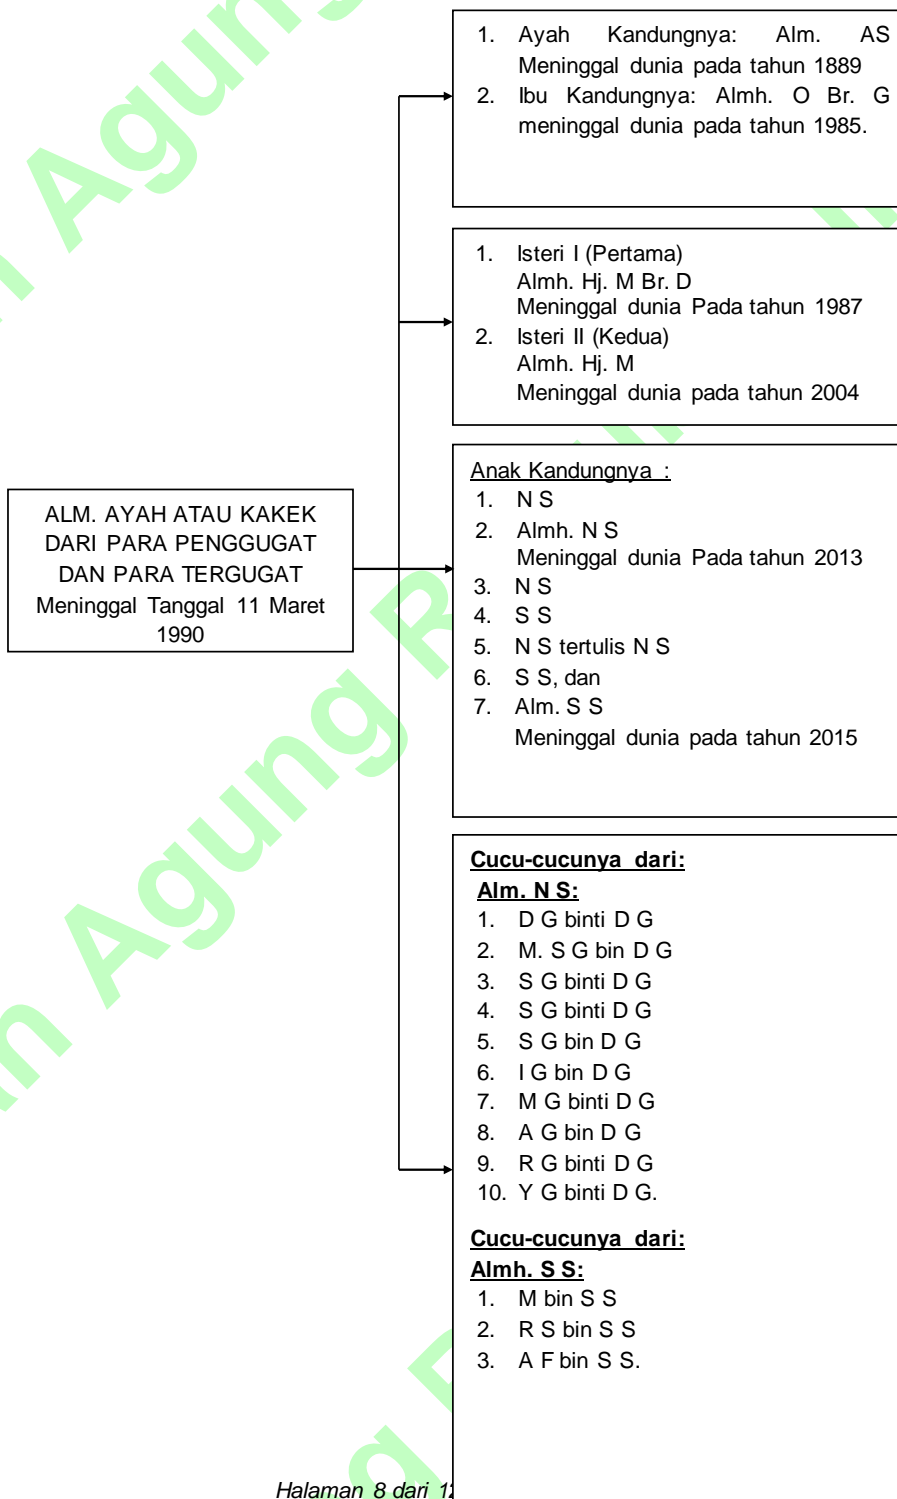 1. Ayah Kandungnya: Alm. AS
Meninggal dunia pada tahun 1889
2. Ibu Kandungnya: Almh. O Br. G
meninggal dunia pada tahun 1985.
1. Isteri I (Pertama)
Almh. Hj. M Br. D
Meninggal dunia Pada tahun 1987
2. Isteri II (Kedua)
Almh. Hj. M
Meninggal dunia pada tahun 2004
ALM. AYAH ATAU KAKEK
DARI PARA PENGGUGAT
DAN PARA TERGUGAT
Meninggal Tanggal 11 Maret
1990
Anak Kandungnya :
1. N S
2. Almh. N S
Meninggal dunia Pada tahun 2013
3. N S
4. S S
5. N S tertulis N S
6. S S, dan
7. Alm. S S
Meninggal dunia pada tahun 2015
Cucu-cucunya dari:
Alm. N S:
1. D G binti D G
2. M. S G bin D G
3. S G binti D G
4. S G binti D G
5. S G bin D G
6. I G bin D G
7. M G binti D G
8. A G bin D G
9. R G binti D G
10. Y G binti D G.
Cucu-cucunya dari:
Almh. S S:
1. M bin S S
2. R S bin S S
3. A F bin S S.
Halaman 8 dari
Agung
Agung